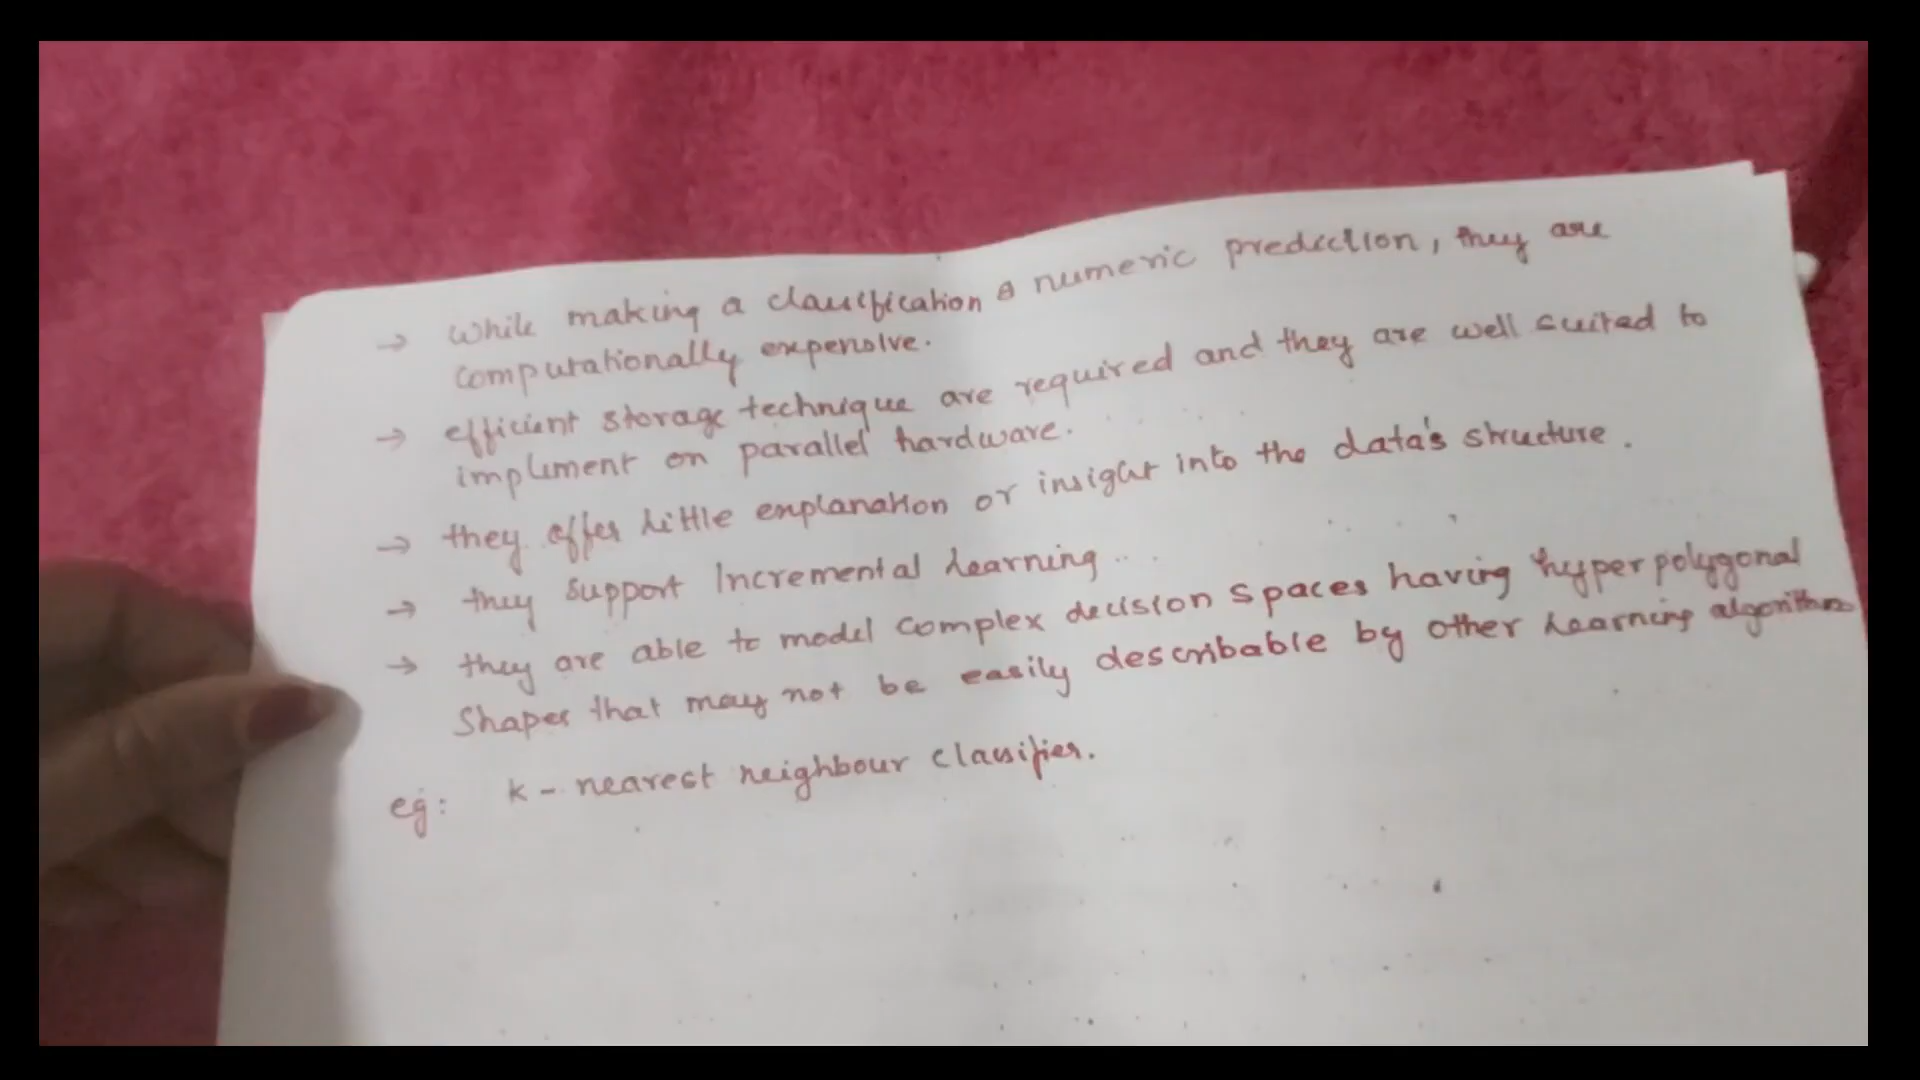 → while making a classification & numeric prediction, they are
computationally expensive.
→ efficient storage technique are required and they are well suited to
implement on parallel hardware.
→ they offer little explanation or insight into the data's structure.
→ they support Incremental learning.
→ they are able to model complex decision spaces having hyperpolygonal
shapes that may not be easily describable by other learning algorithms
eg: k-nearest neighbour classifier.